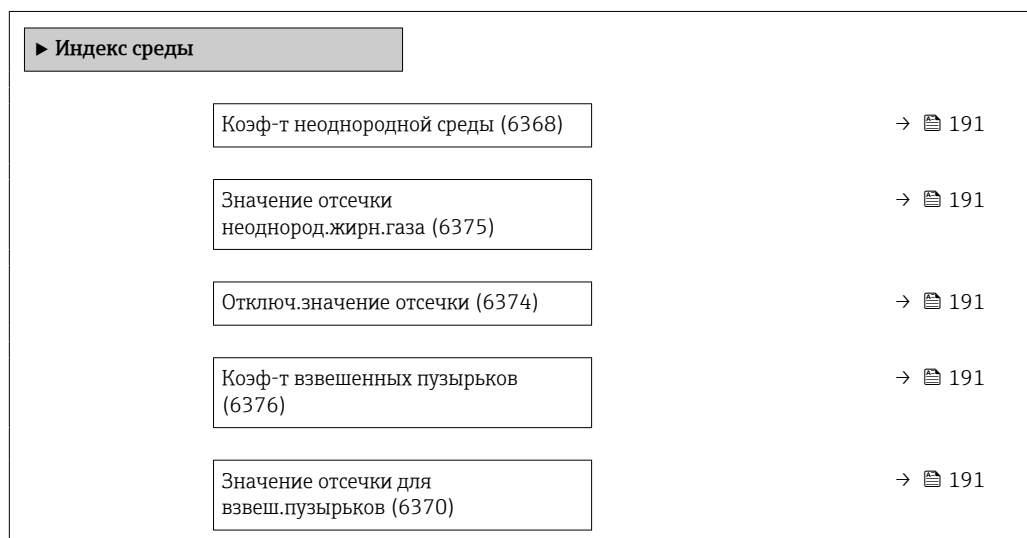 ▶ Индекс среды
Коэф-т неоднородной среды (6368) → 191
Значение отсечки → 191
неоднород.жирн.газа (6375)
Отключ.значение отсечки (6374) → 191
Коэф-т взвешенных пузырьков → 191
(6376)
Значение отсечки для → 191
взвеш.пузырьков (6370)